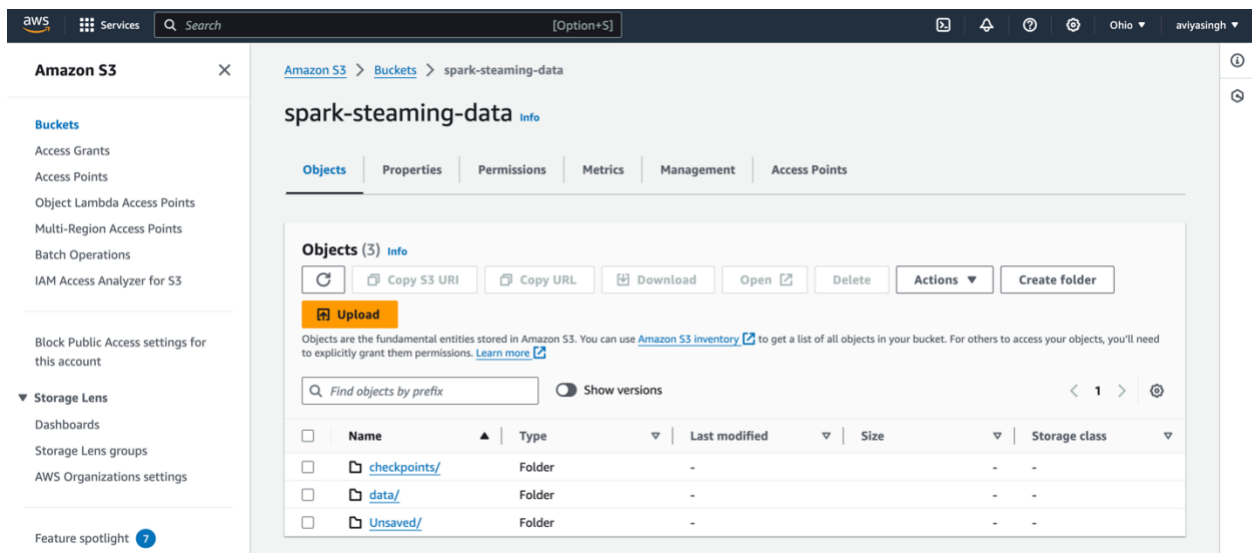 aws
Services
Search
[Option+S]
Ohio
aviyasingh
Amazon S3
Buckets
Access Grants
Access Points
Object Lambda Access Points
Multi-Region Access Points
Batch Operations
IAM Access Analyzer for S3
Block Public Access settings for
this account
Storage Lens
Dashboards
Storage Lens groups
AWS Organizations settings
Feature spotlight 7
Amazon S3 > Buckets > spark-steaming-data
spark-steaming-data Info
Objects
Properties
Permissions
Metrics
Management
Access Points
Objects (3) Info
Copy S3 URI
Copy URL
Download
Open
Delete
Actions
Create folder
Upload
Objects are the fundamental entities stored in Amazon S3. You can use Amazon S3 inventory to get a list of all objects in your bucket. For others to access your objects, you'll need
to explicitly grant them permissions. Learn more
Find objects by prefix
Show versions
< 1 >
Name Type Last modified Size Storage class
checkpoints/ Folder - - -
data/ Folder - - -
Unsaved/ Folder - - -